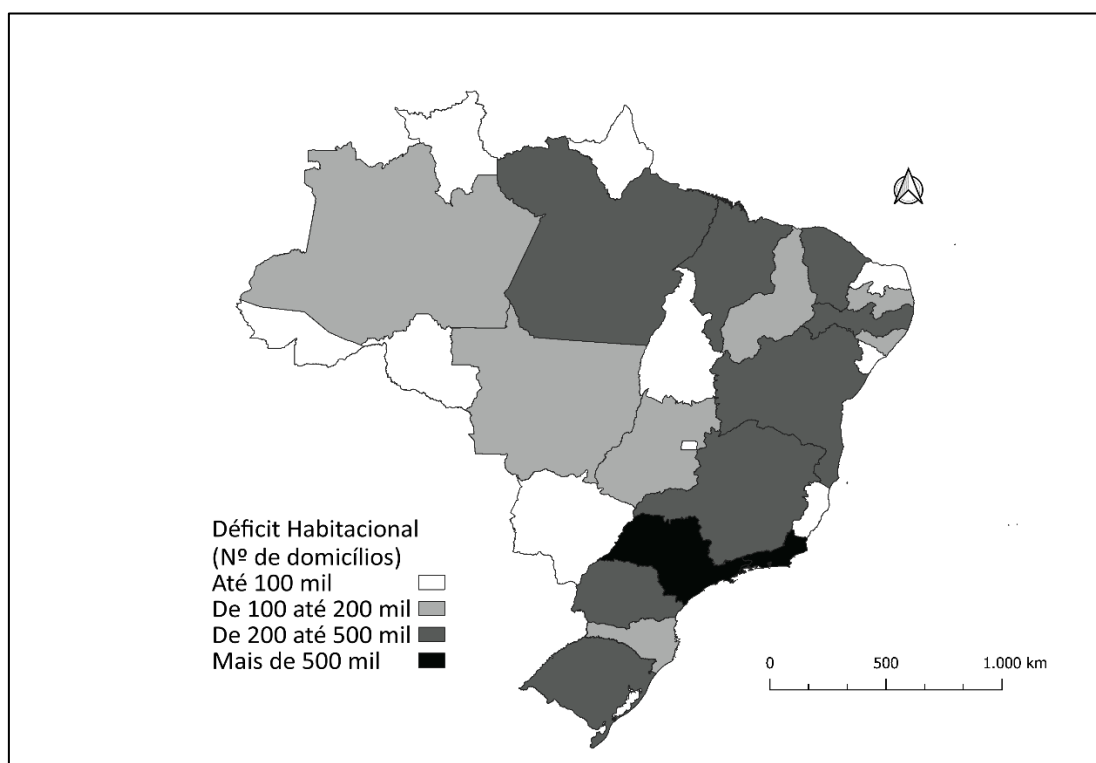 Déficit Habitacional
(Nº de domicílios)
Até 100 mil
De 100 até 200 mil
De 200 até 500 mil
Mais de 500 mil
0 500 1.000 km